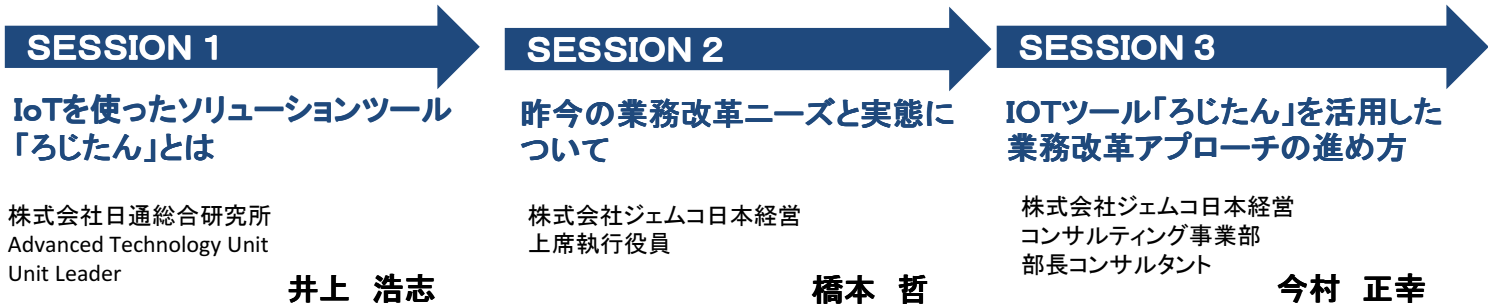 SESSION 1
IoTを使ったソリューションツール
「ろじたん」とは
株式会社日通総合研究所
Advanced Technology Unit
Unit Leader
井上　浩志
SESSION 2
昨今の業務改革ニーズと実態に
ついて
株式会社ジェムコ日本経営
上席執行役員
橋本　哲
SESSION 3
IOTツール「ろじたん」を活用した
業務改革アプローチの進め方
株式会社ジェムコ日本経営
コンサルティング事業部
部長コンサルタント
今村　正幸